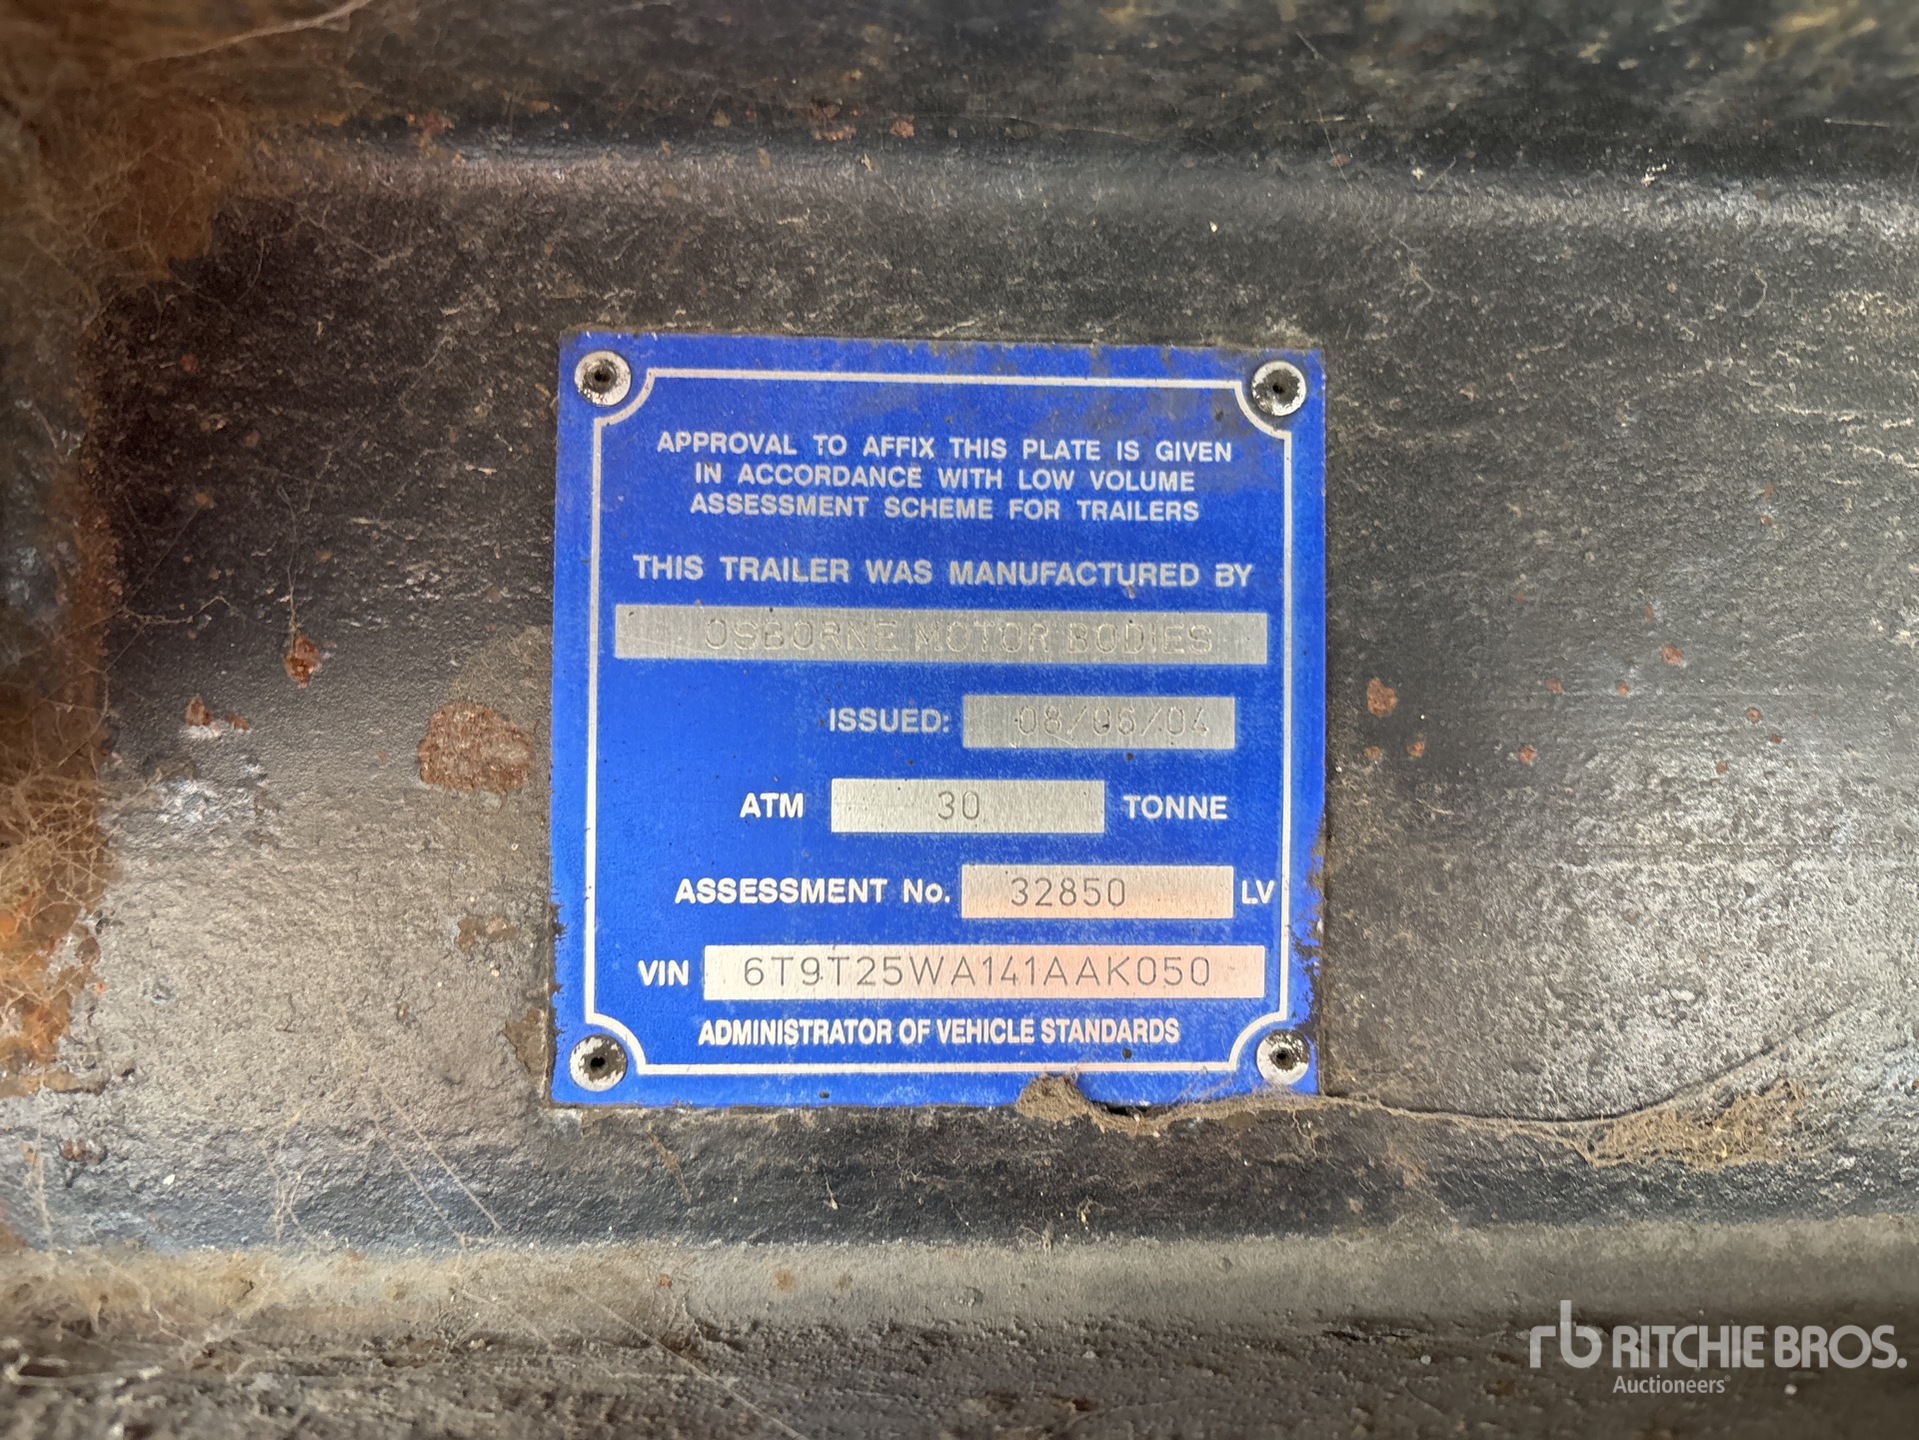 APPROVAL TO AFFIX THIS PLATE IS GIVEN
IN ACCORDANCE WITH LOW VOLUME
ASSESSMENT SCHEME FOR TRAILERS
THIS TRAILER WAS MANUFACTURED BY
OSBORNE MOTOR BODIES
ISSUED: 08/06/04
ATM 30 TONNE
ASSESSMENT No. 32850 LV
VIN 6T9T25WA141AAK050
ADMINISTRATOR OF VEHICLE STANDARDS
rb RITCHIE BROS.
Auctioneers